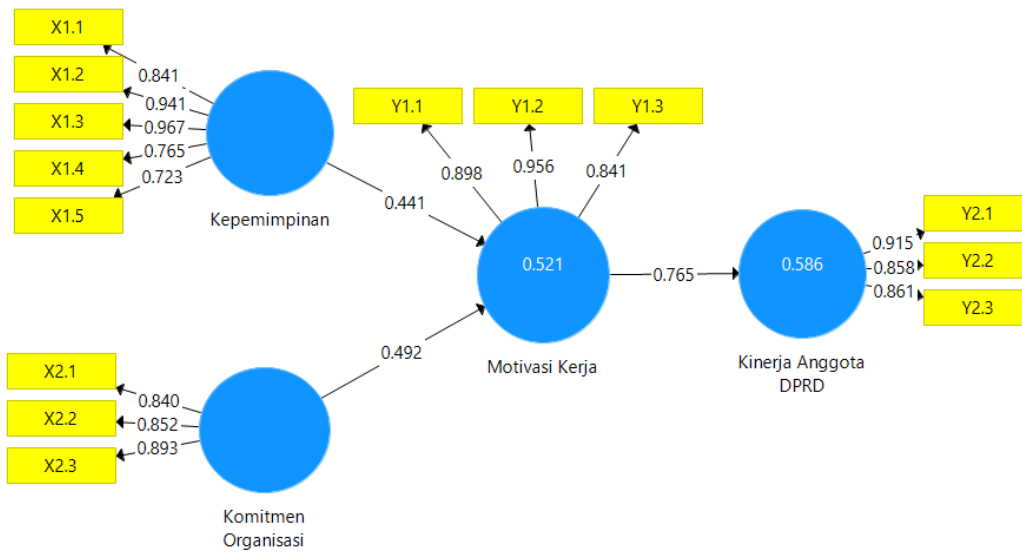 X1.1
X1.2
X1.3
X1.4
X1.5
0.841
0.941
0.967
0.765
0.723
Kepemimpinan
0.441
Y1.1
Y1.2
Y1.3
0.898
0.956
0.841
0.521
Motivasi Kerja
0.765
0.586
Kinerja Anggota
DPRD
0.915
0.858
0.861
Y2.1
Y2.2
Y2.3
0.492
X2.1
X2.2
X2.3
0.840
0.852
0.893
Komitmen
Organisasi